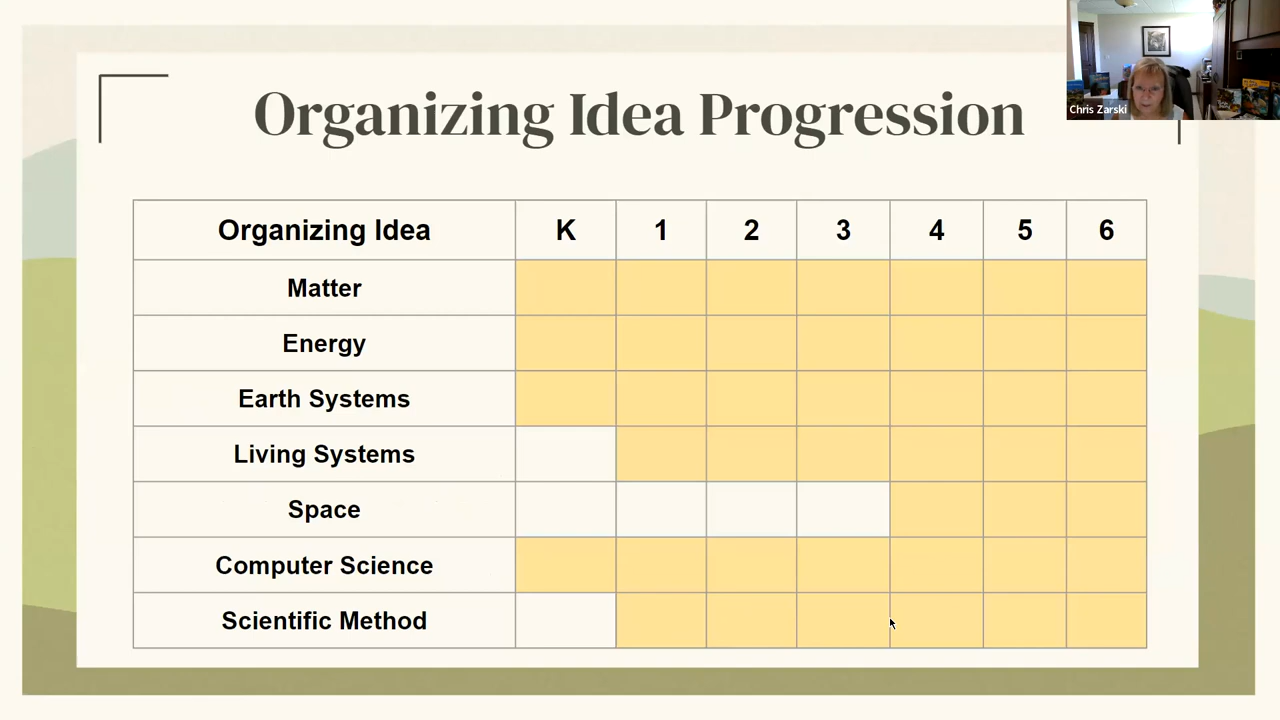 Organizing Idea Progression
Chris Zarski
Organizing Idea K 1 2 3 4 5 6
Matter
Energy
Earth Systems
Living Systems
Space
Computer Science
Scientific Method